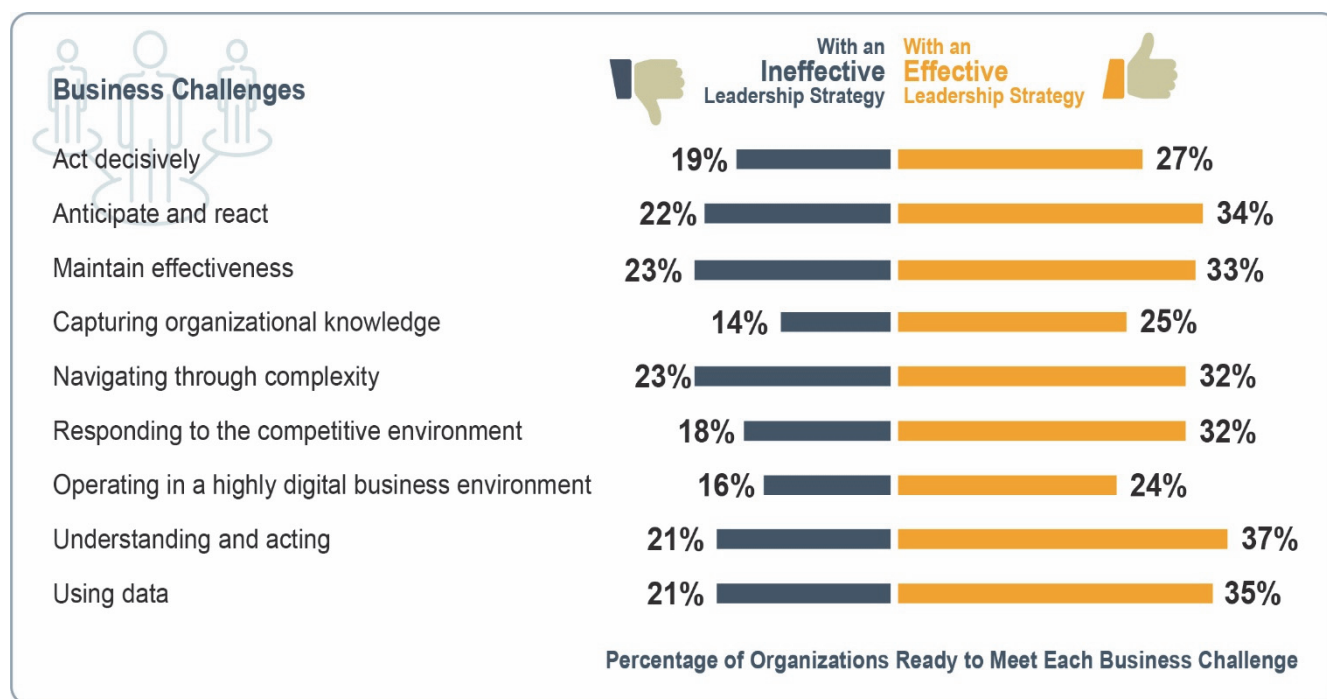 Business Challenges
With an
Ineffective
Leadership Strategy
With an
Effective
Leadership Strategy
Act decisively 19% 27%
Anticipate and react 22% 34%
Maintain effectiveness 23% 33%
Capturing organizational knowledge 14% 25%
Navigating through complexity 23% 32%
Responding to the competitive environment 18% 32%
Operating in a highly digital business environment 16% 24%
Understanding and acting 21% 37%
Using data 21% 35%
Percentage of Organizations Ready to Meet Each Business Challenge